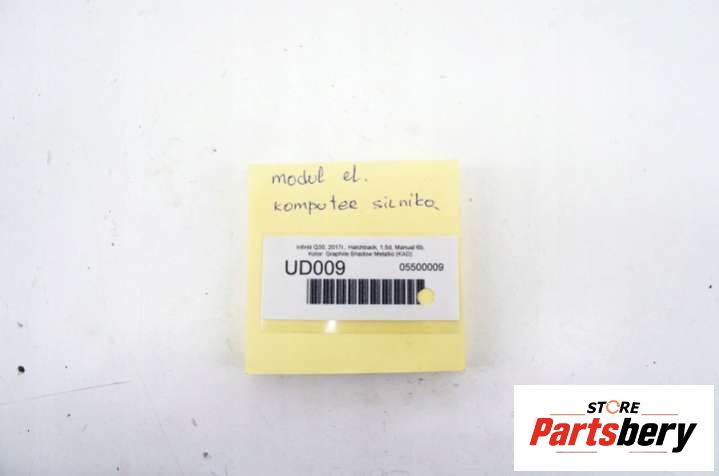 moduł el.
komputer silnika
Infiniti Q30, 2017r., Hatchback, 1.5d, Manual 6b,
Kolor: Graphite Shadow Metallic (KAD)
UD009 05500009
STORE
Partsbery